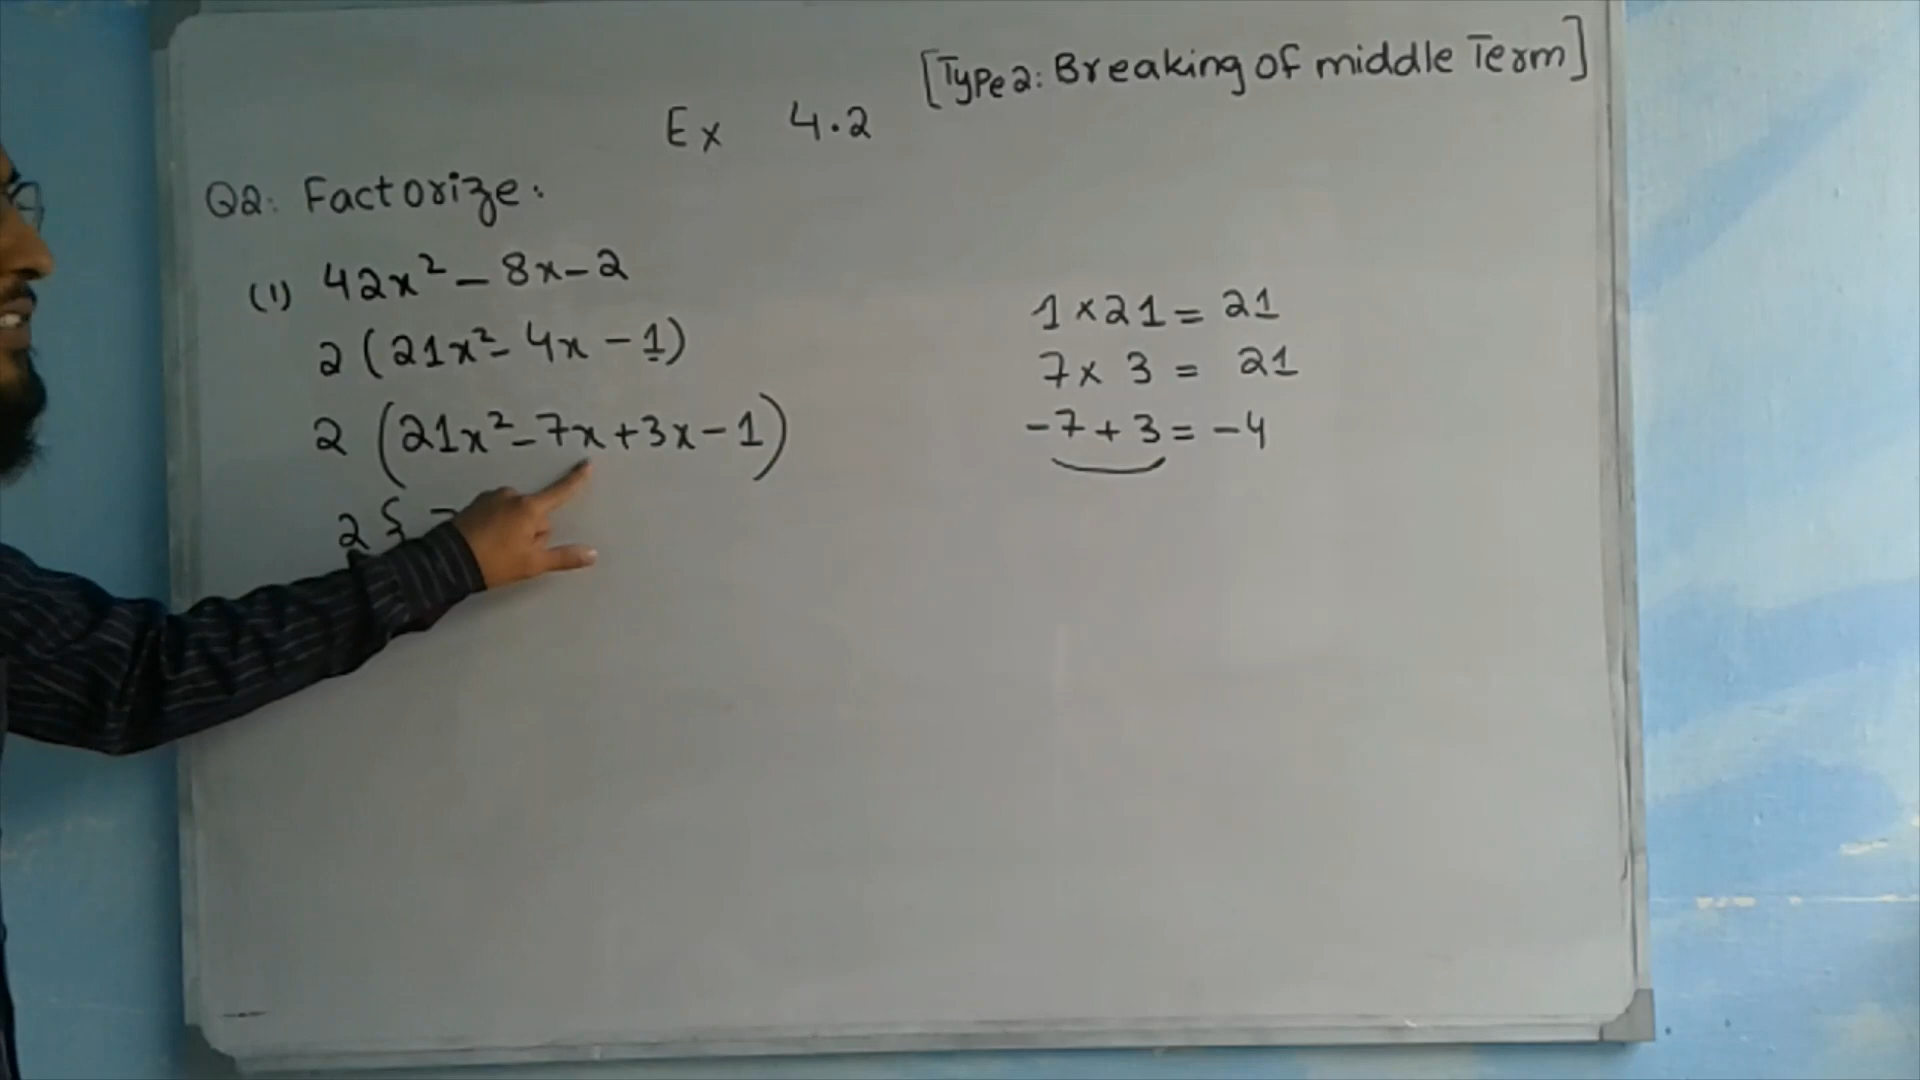 [Type2: Breaking of middle Term]
Ex 4.2
Q2: Factorize:
(1) 42x² - 8x - 2
2 (21x² - 4x - 1)
2 (21x² - 7x + 3x - 1)
2 {
1 × 21 = 21
7 × 3 = 21
-7 + 3 = -4